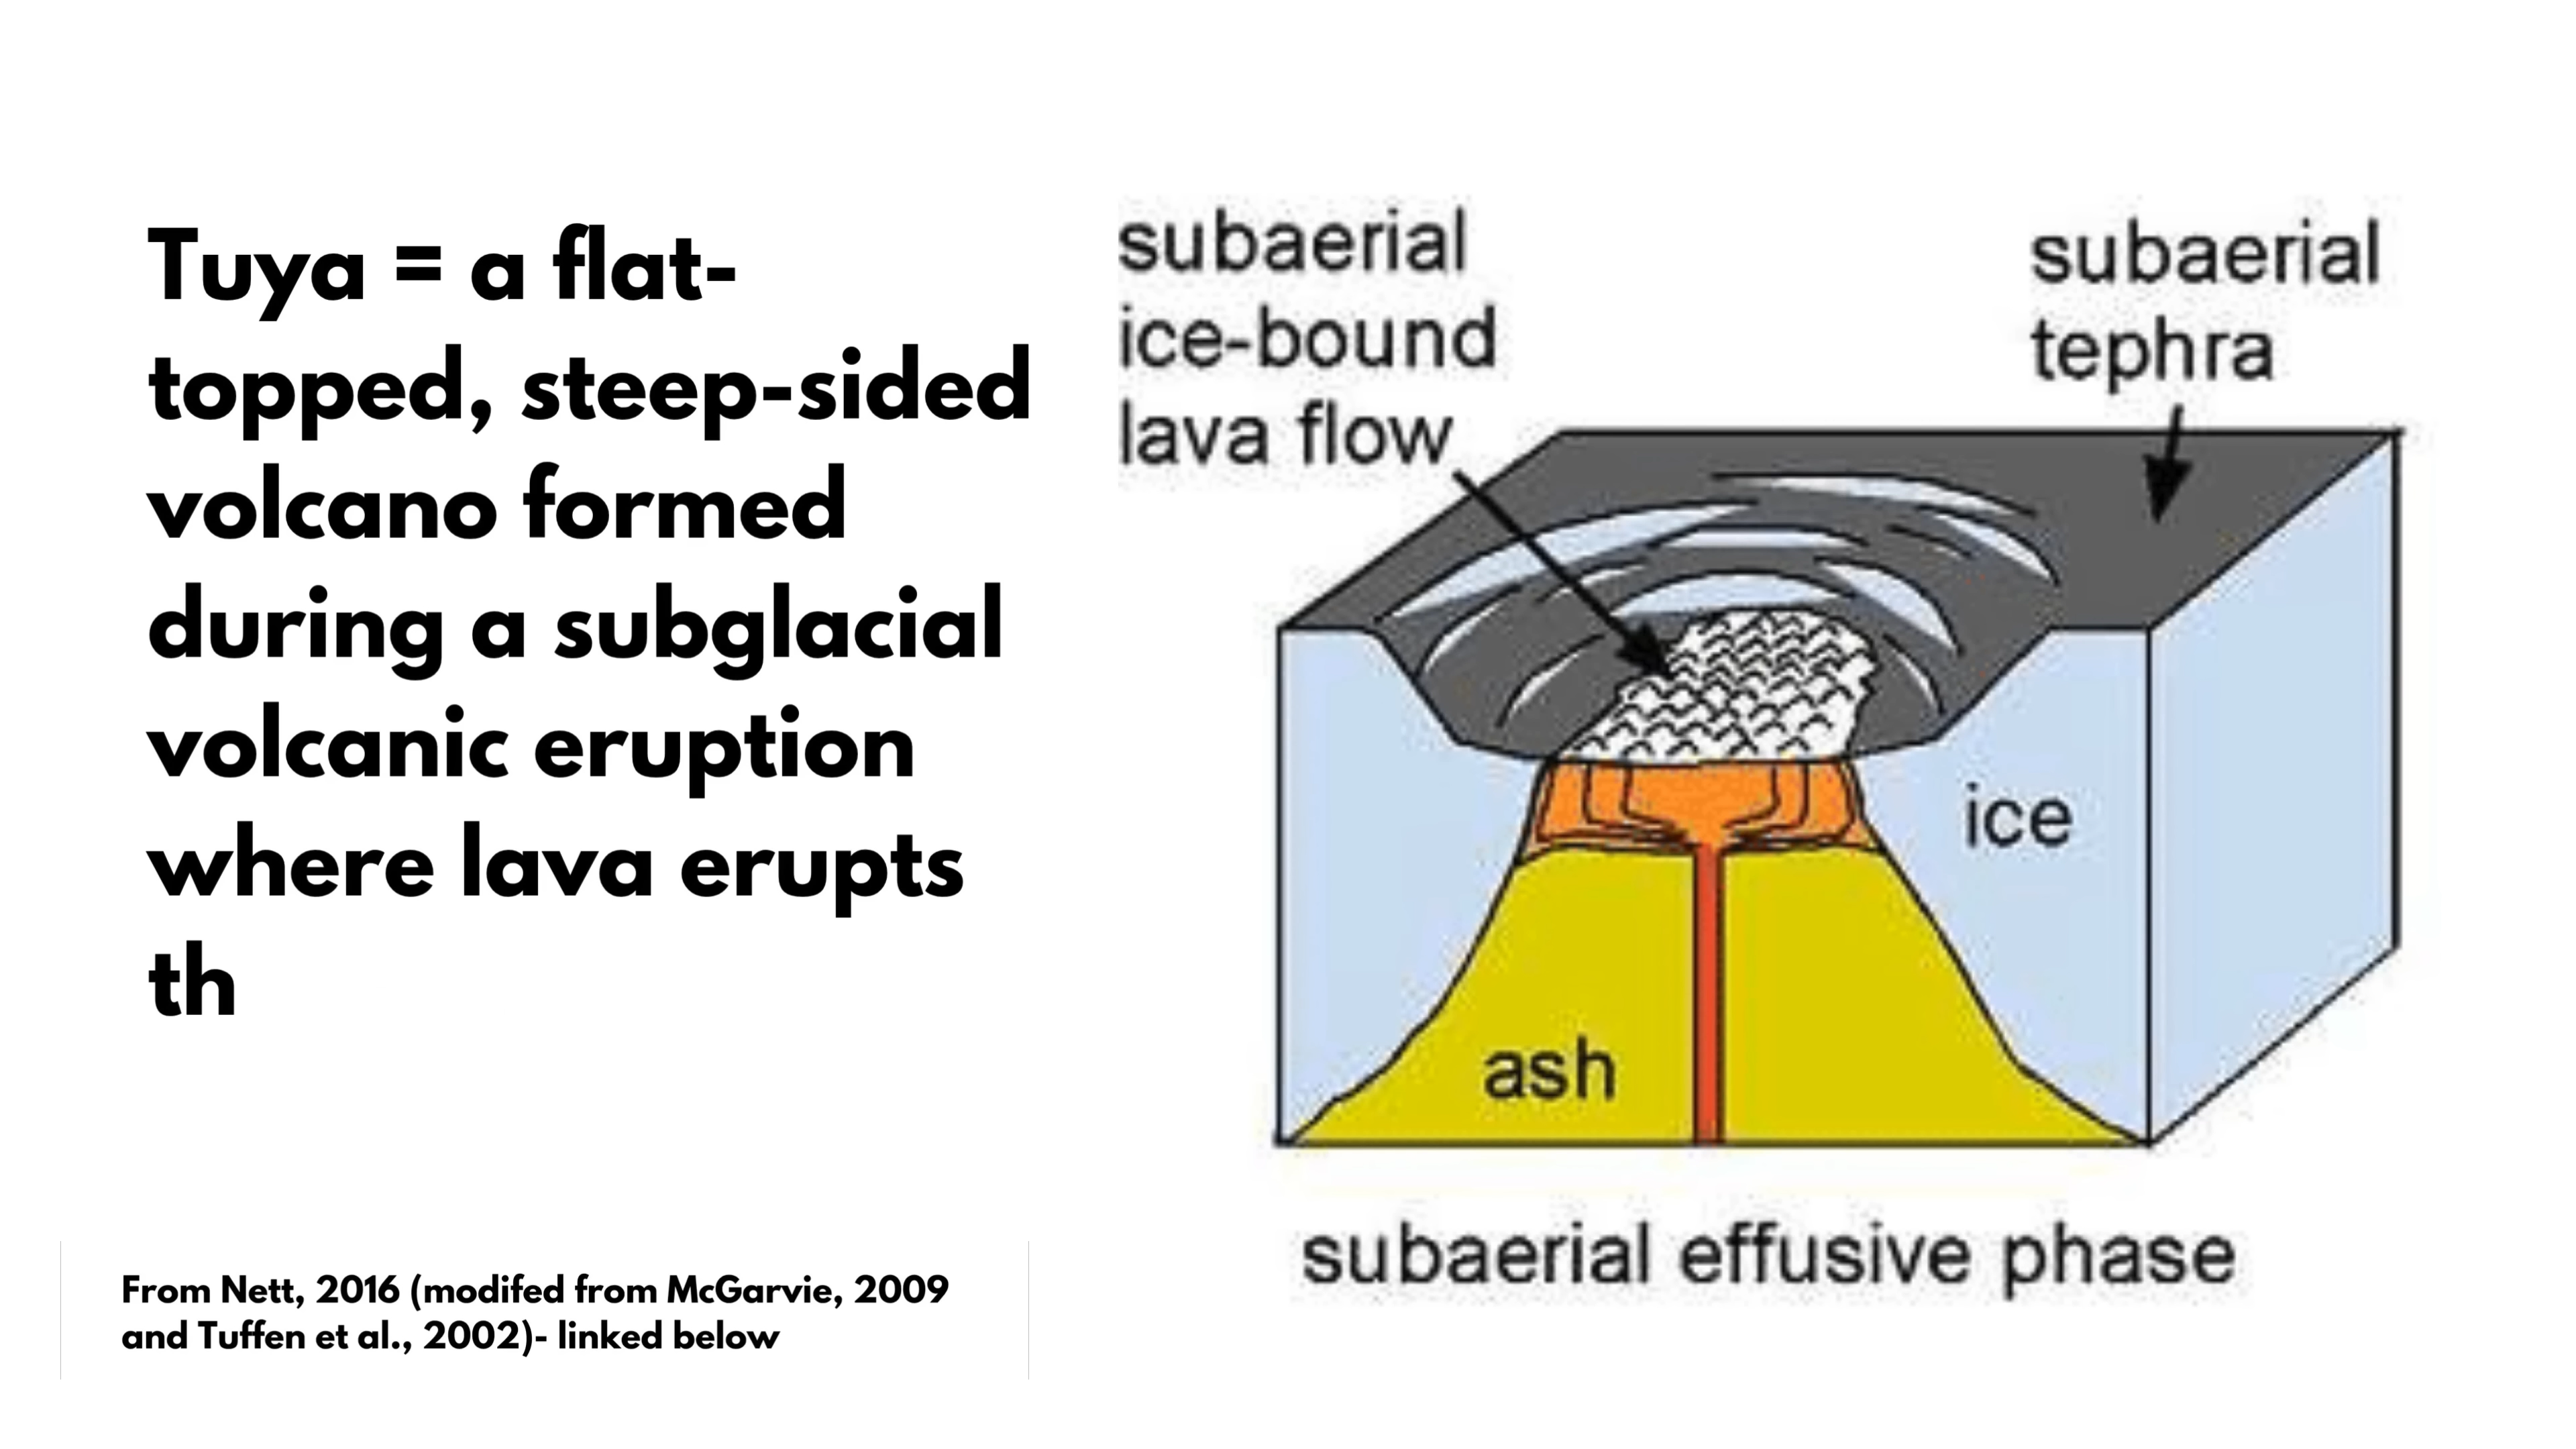 Tuya = a flat-
topped, steep-sided
volcano formed
during a subglacial
volcanic eruption
where lava erupts
th
From Nett, 2016 (modifed from McGarvie, 2009
and Tuffen et al., 2002)- linked below
subaerial
ice-bound
lava flow
subaerial
tephra
ice
ash
subaerial effusive phase